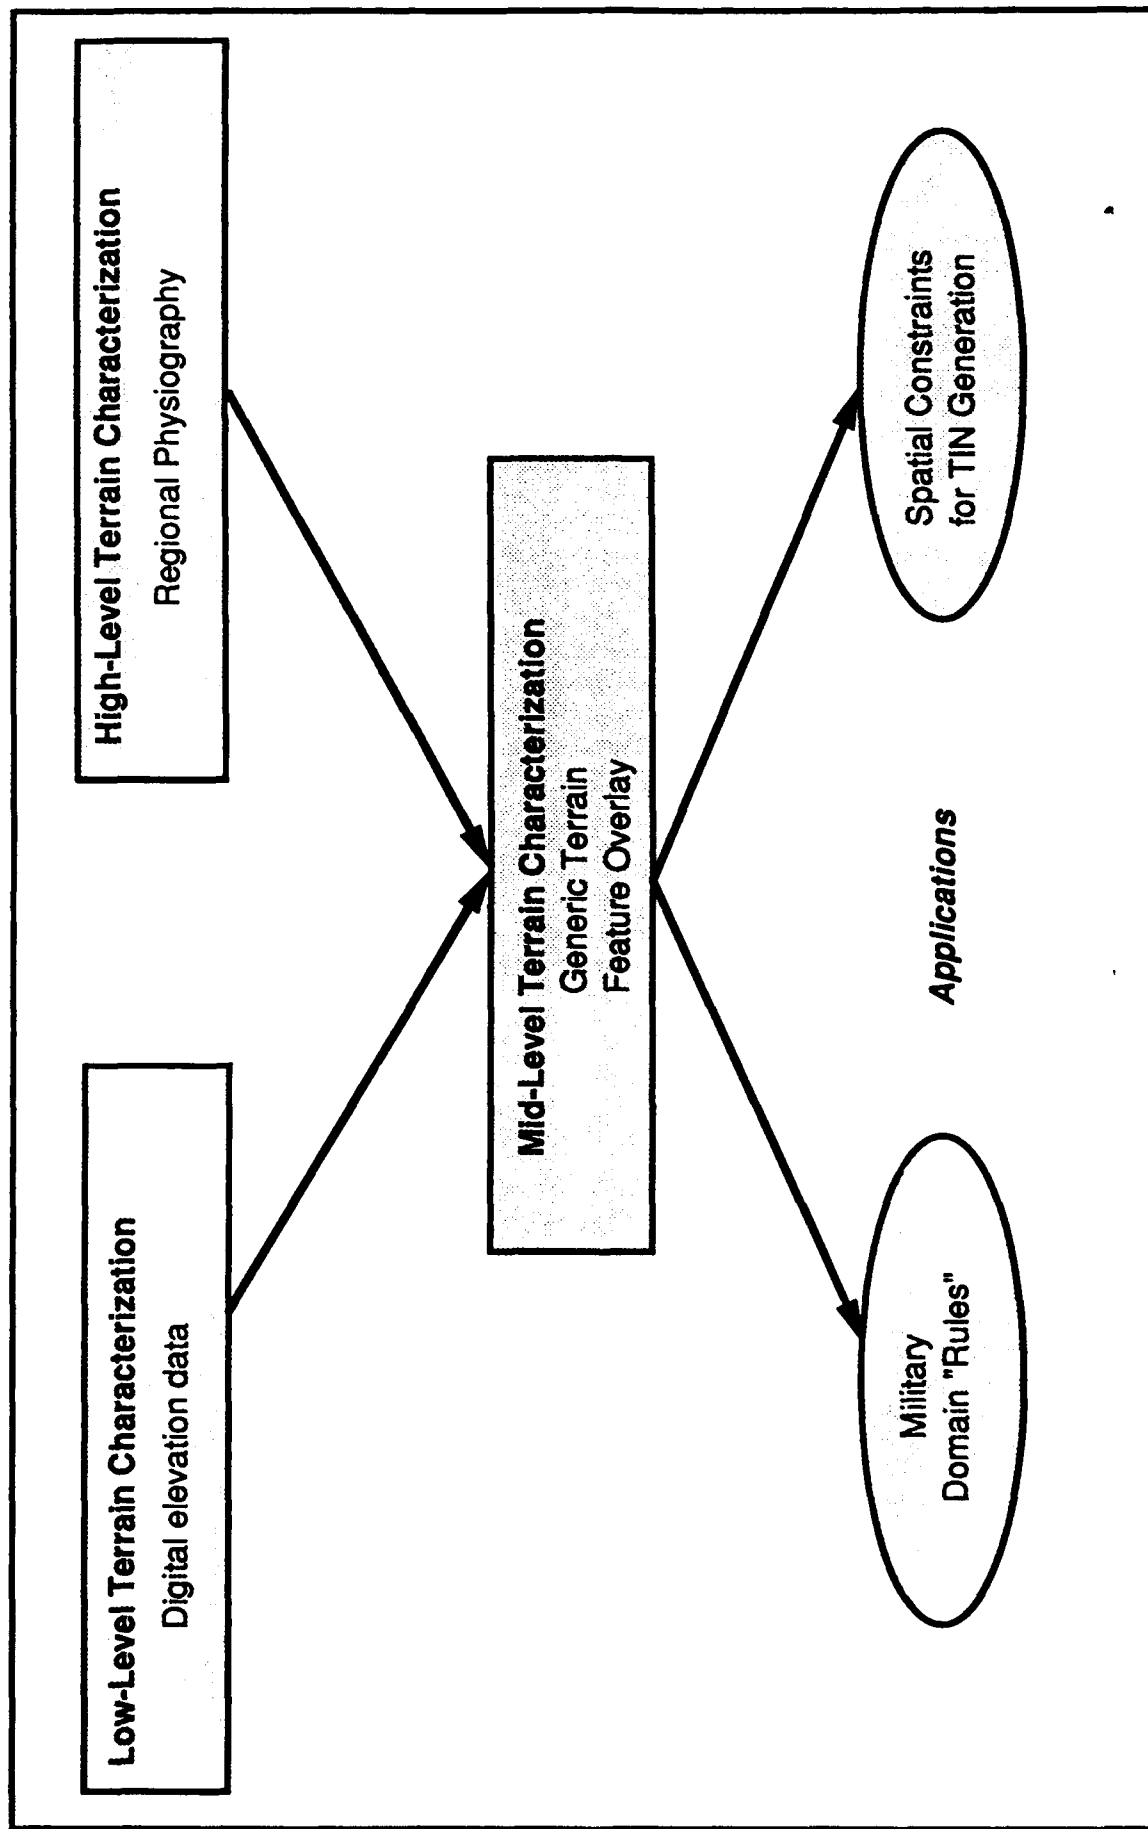 Low-Level Terrain Characterization
Digital elevation data
High-Level Terrain Characterization
Regional Physiography
Mid-Level Terrain Characterization
Generic Terrain
Feature Overlay
Military
Domain "Rules"
Applications
Spatial Constraints
for TIN Generation